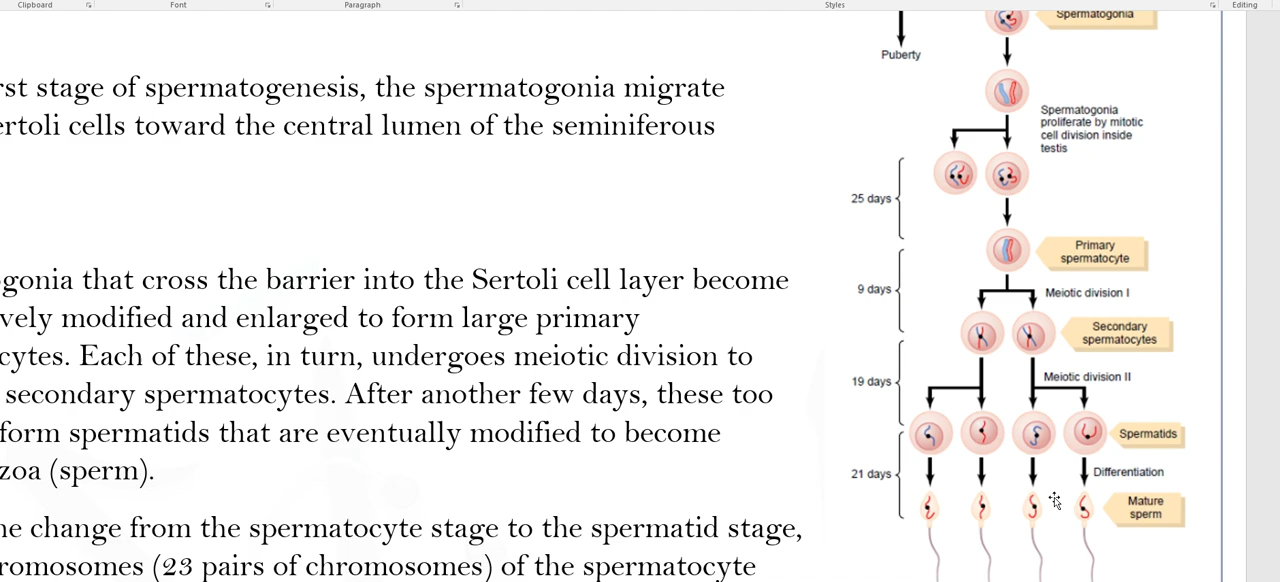 Clipboard
Font
Paragraph
Styles
Editing
rst stage of spermatogenesis, the spermatogonia migrate
ertoli cells toward the central lumen of the seminiferous
gonia that cross the barrier into the Sertoli cell layer become
vely modified and enlarged to form large primary
cytes. Each of these, in turn, undergoes meiotic division to
secondary spermatocytes. After another few days, these too
form spermatids that are eventually modified to become
zoa (sperm).
ne change from the spermatocyte stage to the spermatid stage,
romosomes (23 pairs of chromosomes) of the spermatocyte
Spermatogonia
Puberty
Spermatogonia
proliferate by mitotic
cell division inside
testis
25 days
Primary
spermatocyte
9 days
Meiotic division I
Secondary
spermatocytes
19 days
Meiotic division II
Spermatids
21 days
Differentiation
Mature
sperm